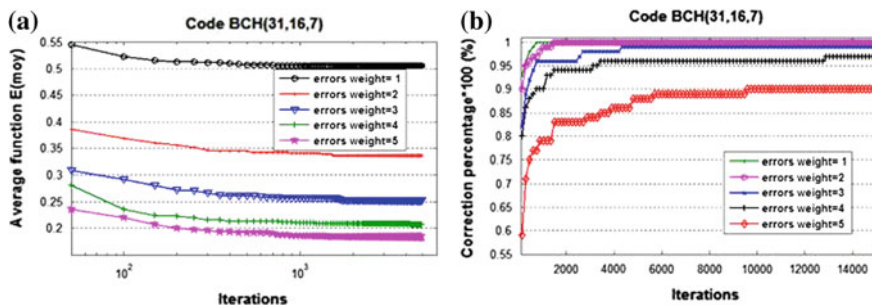 (a)
Code BCH(31,16,7)
Average function E(moy)
0.55
0.5
0.45
0.4
0.35
0.3
0.25
0.2
errors weight= 1
errors weight=2
errors weight=3
errors weight=4
errors weight=5
10^2
10^3
Iterations
(b)
Code BCH(31,16,7)
Correction percentage*100 (%)
1
0.95
0.9
0.85
0.8
0.75
0.7
0.65
0.6
0.55
errors weight= 1
errors weight=2
errors weight=3
errors weight=4
errors weight=5
2000 4000 6000 8000 10000 12000 14000
Iterations